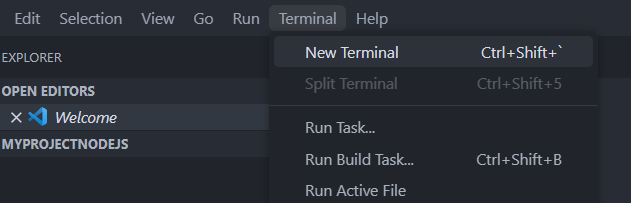 Edit Selection View Go Run Terminal Help
EXPLORER
OPEN EDITORS
Welcome
MYPROJECTNODEJS
New Terminal Ctrl+Shift+`
Split Terminal Ctrl+Shift+5
Run Task...
Run Build Task... Ctrl+Shift+B
Run Active File